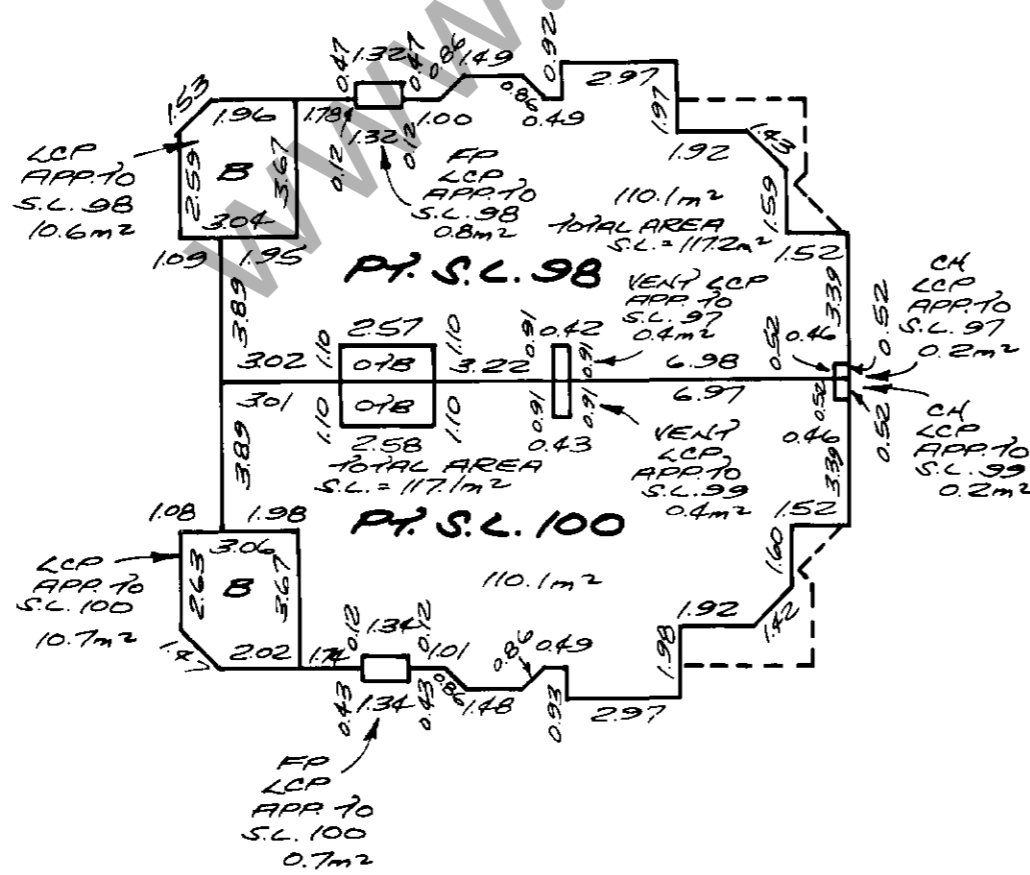 www.
0.47
1.32
0.47
0.86
1.49
0.92
2.97
1.53
1.96
1.78
1.32
0.12
0.12
1.00
0.86
0.49
1.97
1.92
1.43
LCP
APP. TO
S.L. 98
10.6m²
2.59
B
3.67
3.04
FP
LCP
APP. TO
S.L. 98
0.8m²
110.1m²
TOTAL AREA
S.L. = 117.2m²
1.59
1.52
1.09
1.95
PT. S.L. 98
3.89
VENT LCP
APP. TO
S.L. 97
0.4m²
3.39
CH
LCP
APP. TO
S.L. 97
0.2m²
0.52
0.46
0.52
3.02
1.10
2.57
1.10
3.22
0.91
0.42
0.91
6.98
OTB
3.01
1.10
OTB
1.10
2.58
0.91
0.43
0.91
6.97
0.52
0.46
0.52
3.89
TOTAL AREA
S.L. = 117.1m²
VENT
LCP
APP. TO
S.L. 99
0.4m²
3.39
CH
LCP
APP. TO
S.L. 99
0.2m²
1.08
1.98
PT. S.L. 100
1.52
1.60
LCP
APP. TO
S.L. 100
10.7m²
3.06
2.63
B
3.67
110.1m²
1.92
1.42
1.47
2.02
1.74
0.12
1.34
0.12
1.01
0.86
0.49
1.98
0.43
1.34
0.43
0.86
1.48
0.93
2.97
FP
LCP
APP. TO
S.L. 100
0.7m²